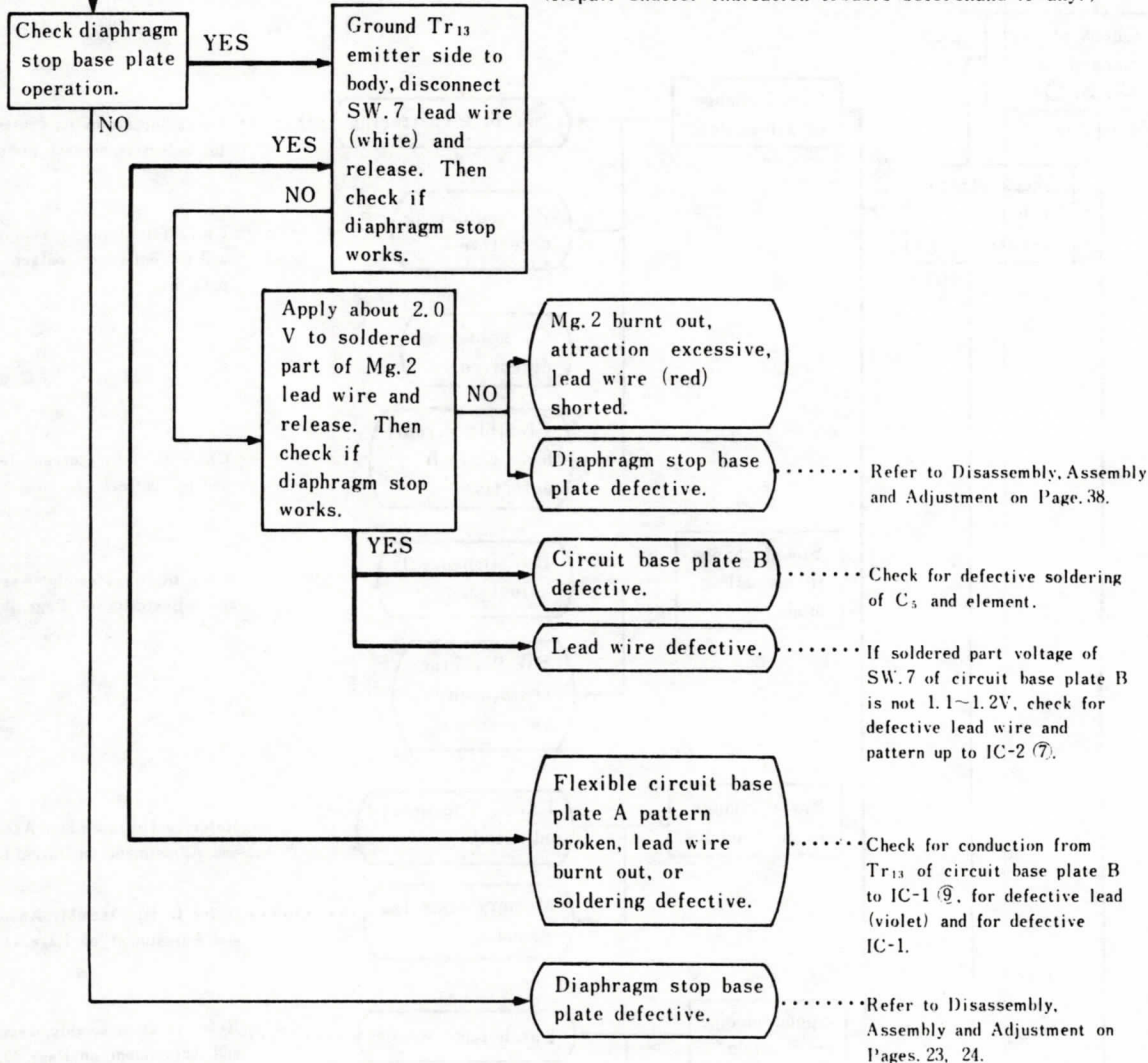 Check diaphragm
stop base plate
operation.
YES
NO
Ground Tr₁₃
emitter side to
body, disconnect
SW. 7 lead wire
(white) and
release. Then
check if
diaphragm stop
works.
YES
NO
Apply about 2.0
V to soldered
part of Mg. 2
lead wire and
release. Then
check if
diaphragm stop
works.
NO
YES
Mg. 2 burnt out,
attraction excessive,
lead wire (red)
shorted.
Diaphragm stop base
plate defective.
Refer to Disassembly, Assembly
and Adjustment on Page. 38.
Circuit base plate B
defective.
Check for defective soldering
of C₅ and element.
Lead wire defective.
If soldered part voltage of
SW. 7 of circuit base plate B
is not 1.1~1.2V, check for
defective lead wire and
pattern up to IC-2 ⑦.
Flexible circuit base
plate A pattern
broken, lead wire
burnt out, or
soldering defective.
Check for conduction from
Tr₁₃ of circuit base plate B
to IC-1 ⑨, for defective lead
(violet) and for defective
IC-1.
Diaphragm stop base
plate defective.
Refer to Disassembly,
Assembly and Adjustment on
Pages. 23, 24.